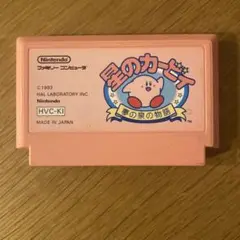 Nintendo
ファミリー コンピュータ
©1993
HAL LABORATORY INC.
Nintendo
HVC-KI
MADE IN JAPAN
星のカービィ
夢の泉の物語